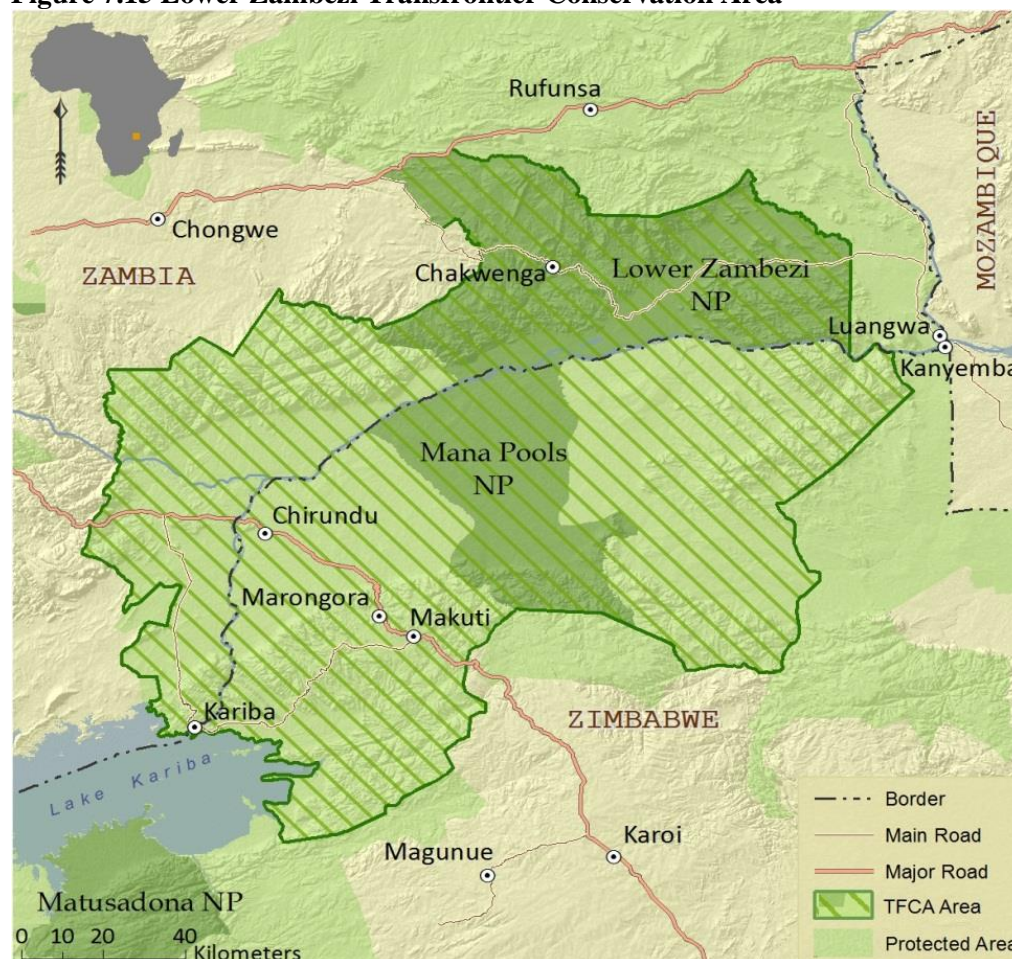 Figure 7.15 Lower Zambezi Transfrontier Conservation Area
Rufunsa
MOZAMBIQUE
Chongwe
ZAMBIA
Chakwenga
Lower Zambezi
NP
Luangwa
Kanyemba
Mana Pools
NP
Chirundu
Marongora
Makuti
Kariba
ZIMBABWE
Lake Kariba
Magunue
Karoi
Matusadona NP
0 10 20 40
Kilometers
Border
Main Road
Major Road
TFCA Area
Protected Area